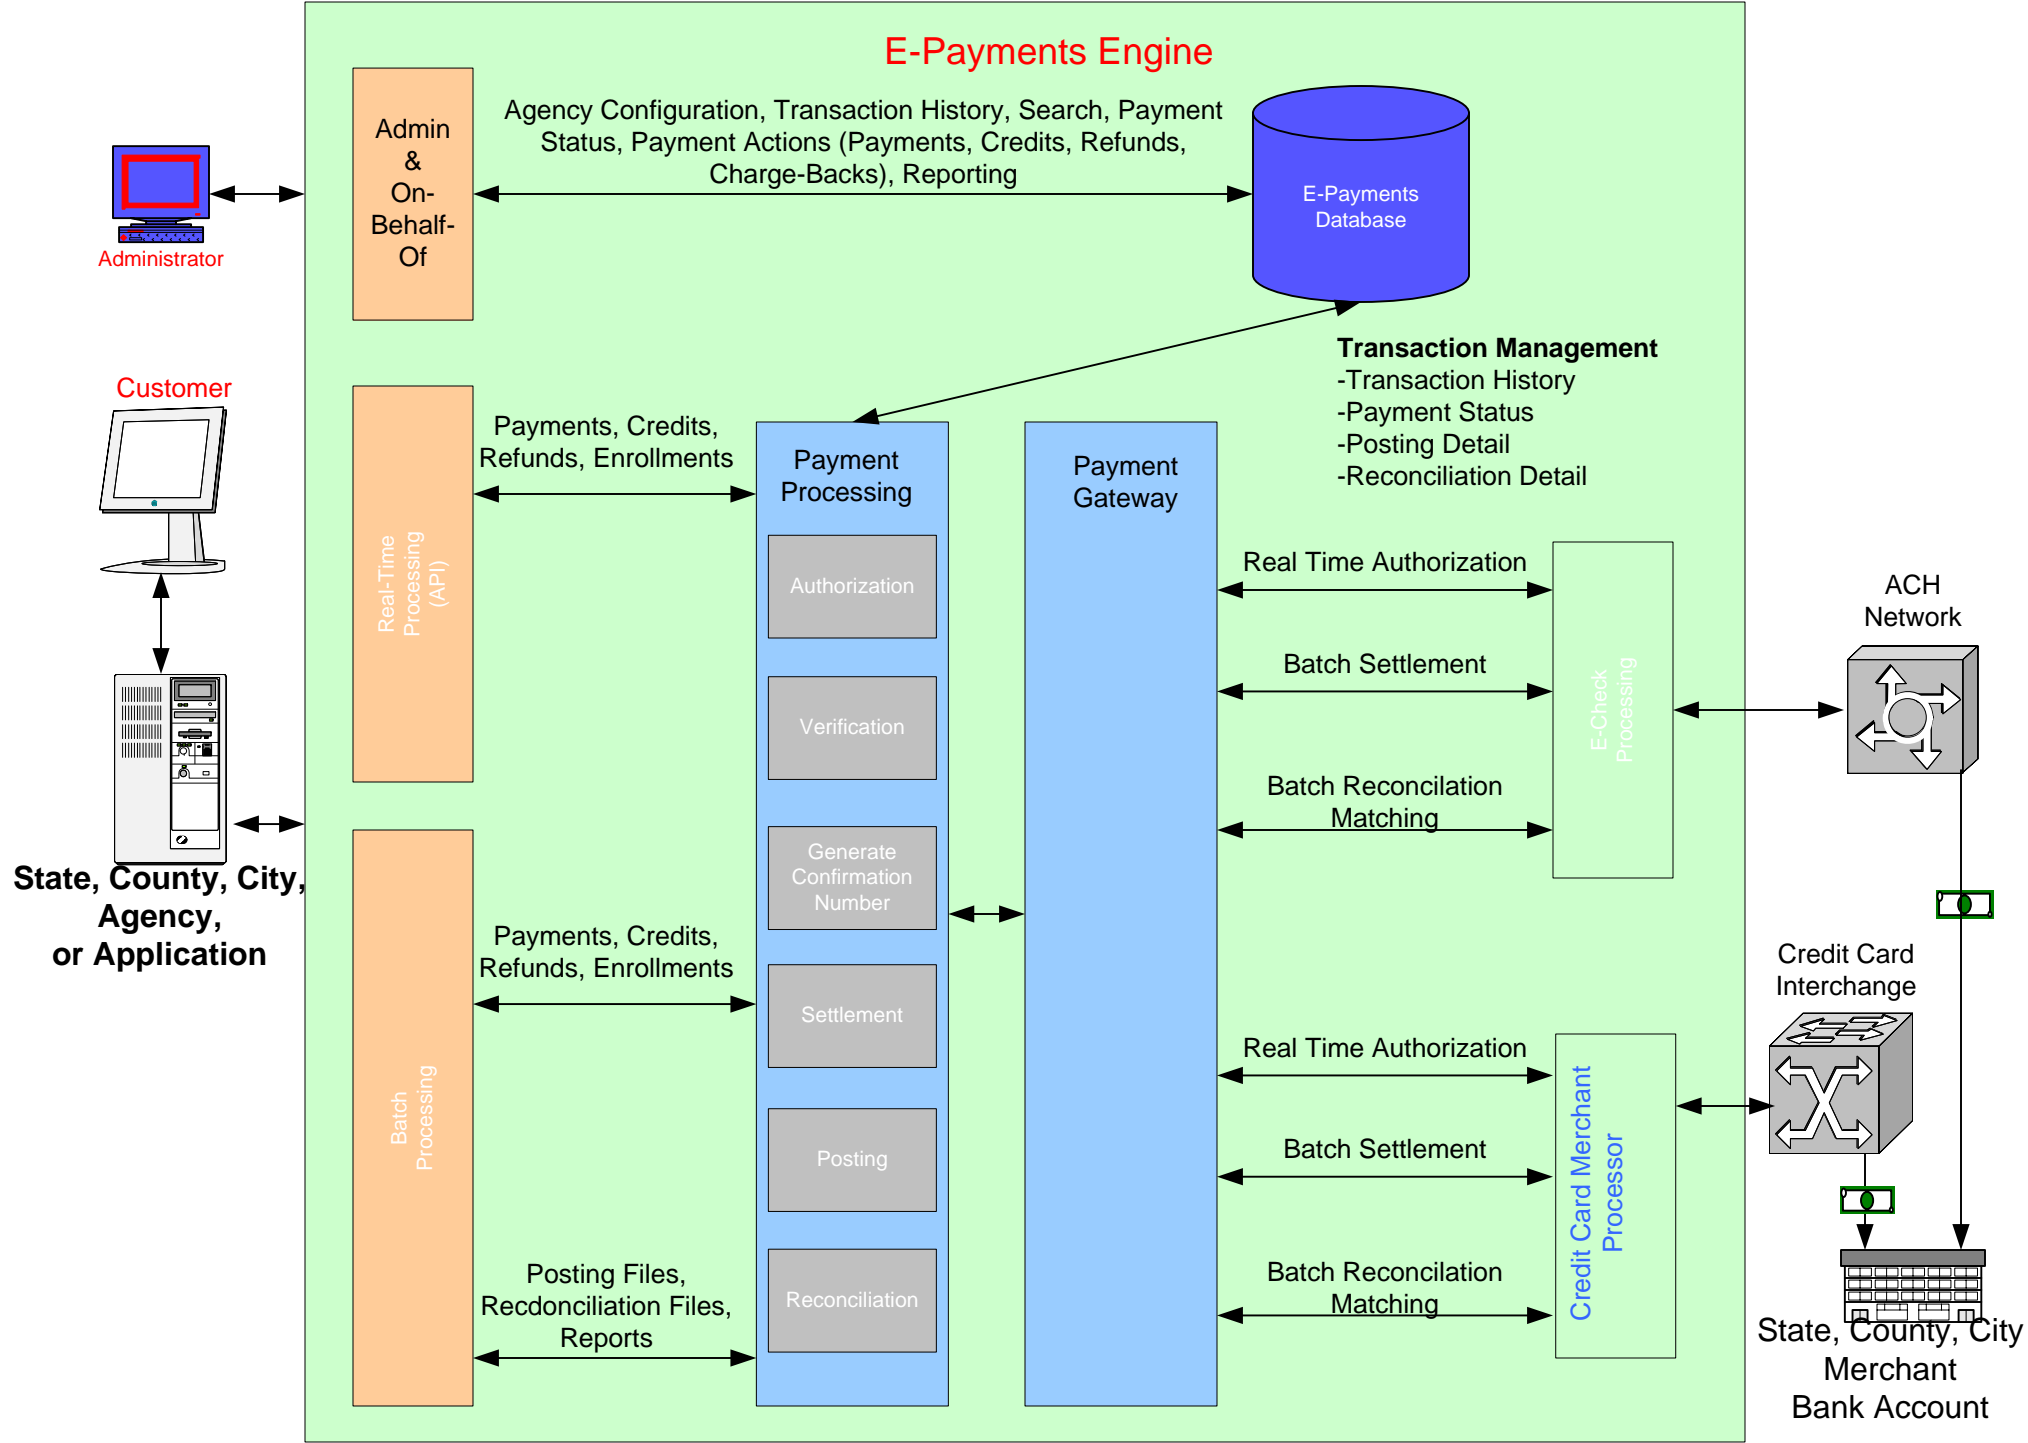 E-Payments Engine
Admin
&
On-
Behalf-
Of
Agency Configuration, Transaction History, Search, Payment
Status, Payment Actions (Payments, Credits, Refunds,
Charge-Backs), Reporting
E-Payments
Database
Administrator
Transaction Management
-Transaction History
-Payment Status
-Posting Detail
-Reconciliation Detail
Customer
Real-Time
Processing
(API)
Payments, Credits,
Refunds, Enrollments
Payment
Processing
Authorization
Verification
Generate
Confirmation
Number
Settlement
Posting
Reconciliation
Payment
Gateway
Real Time Authorization
Batch Settlement
Batch Reconcilation
Matching
E-Check
Processing
ACH
Network
State, County, City,
Agency,
or Application
Batch
Processing
Payments, Credits,
Refunds, Enrollments
Posting Files,
Recdonciliation Files,
Reports
Real Time Authorization
Batch Settlement
Batch Reconcilation
Matching
Credit Card Merchant
Processor
Credit Card
Interchange
State, County, City
Merchant
Bank Account